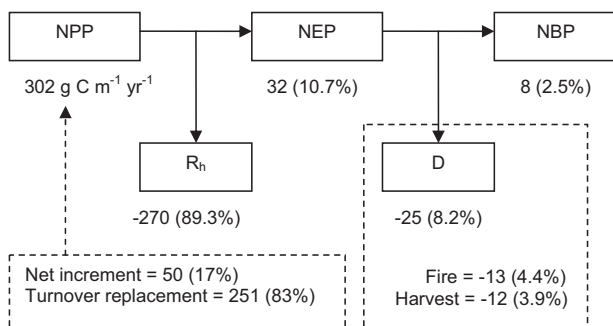 NPP NEP NBP
302 g C m⁻¹ yr⁻¹ 32 (10.7%) 8 (2.5%)
Rₕ D
-270 (89.3%) -25 (8.2%)
Net increment = 50 (17%)
Turnover replacement = 251 (83%)
Fire = -13 (4.4%)
Harvest = -12 (3.9%)